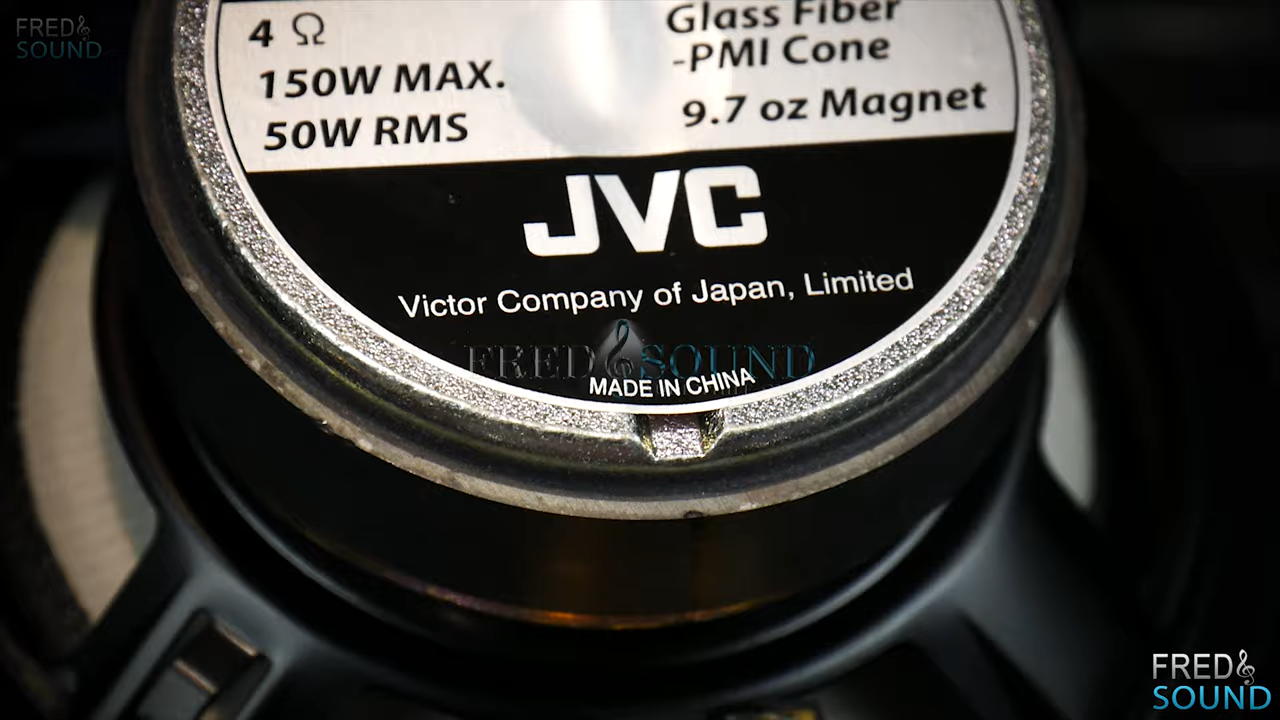 FRED
SOUND
4 Ω
150W MAX.
50W RMS
Glass Fiber
-PMI Cone
9.7 oz Magnet
JVC
Victor Company of Japan, Limited
FRED SOUND
MADE IN CHINA
FRED
SOUND